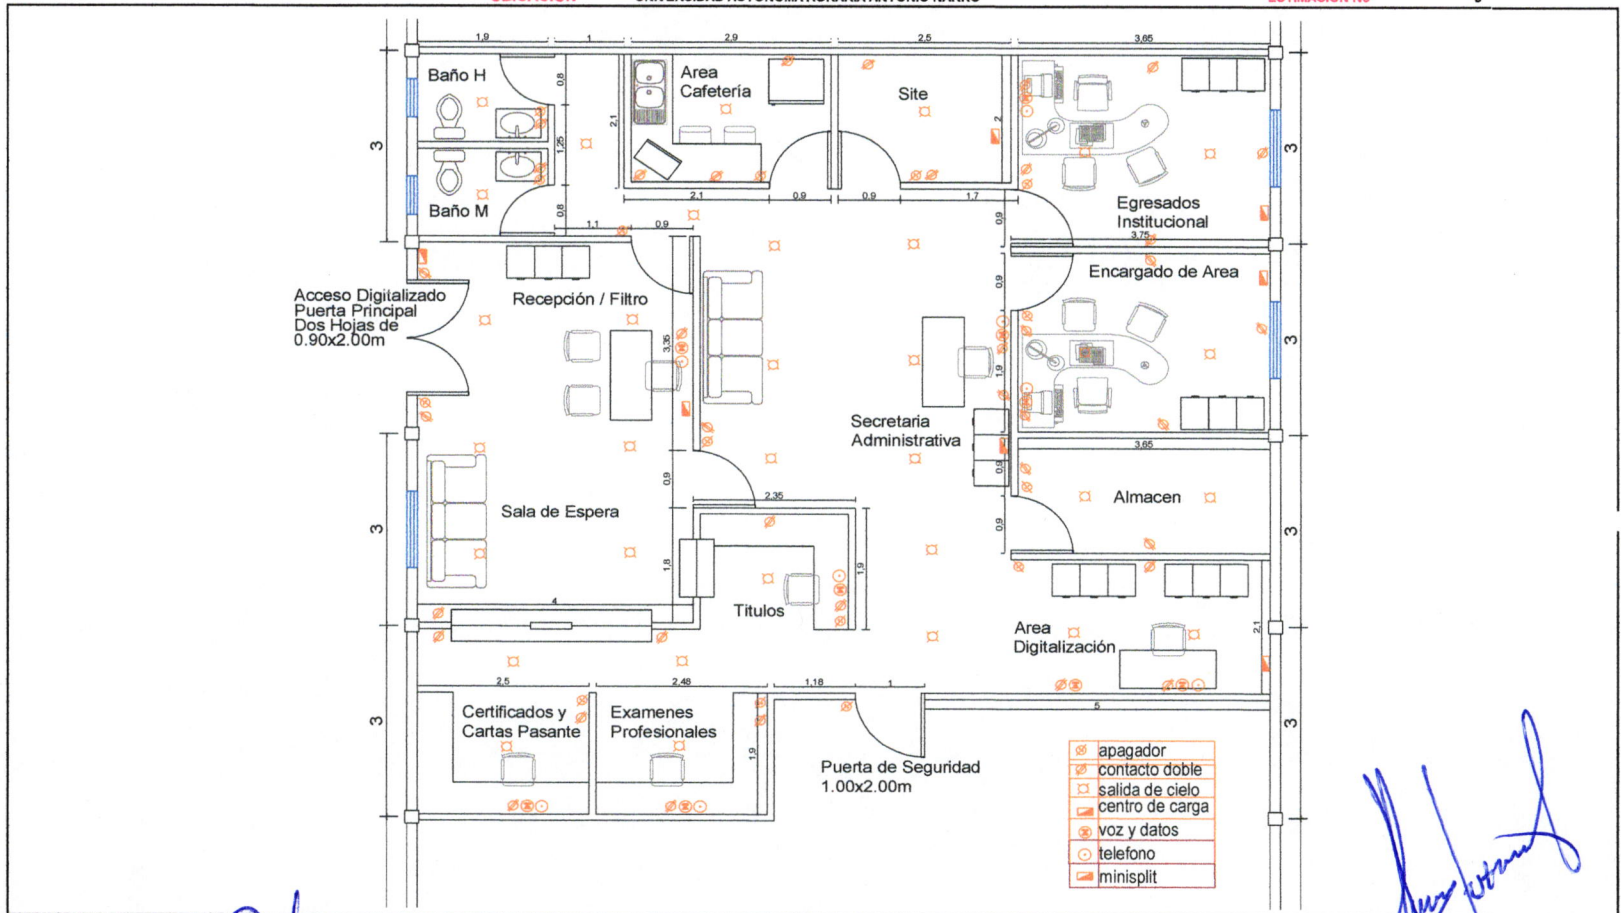 1,9
1
2,9
2,5
3,65
Baño H
0,8
Area
Cafetería
Site
2,1
2
3
1,25
3
Baño M
0,8
1,1
0,9
2,1
0,9
0,9
1,7
0,9
Egresados
Institucional
3,75
Acceso Digitalizado
Puerta Principal
Dos Hojas de
0.90x2.00m
Recepción / Filtro
0,9
Encargado de Area
3,35
1,9
3
Secretaria
Administrativa
3,65
0,9
0,9
2,35
Almacen
Sala de Espera
3
0,9
3
1,8
1,9
4
Titulos
Area
Digitalización
2,1
2,5
2,48
1,18
1
5
Certificados y
Cartas Pasante
Examenes
Profesionales
1,9
3
3
Puerta de Seguridad
1.00x2.00m
apagador
contacto doble
salida de cielo
centro de carga
voz y datos
telefono
minisplit